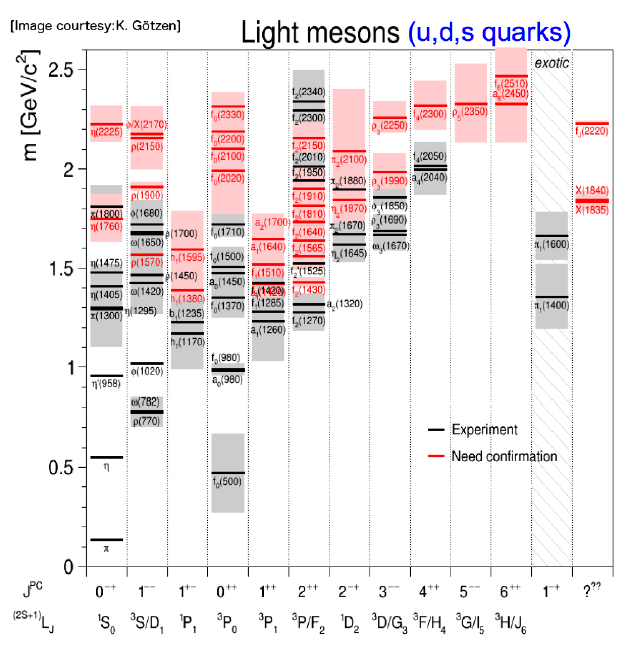 [Image courtesy:K. Götzen]
Light mesons (u,d,s quarks)
m [GeV/c²]
2.5
2
1.5
1
0.5
0
exotic
η(2225)
π(1800)
η(1760)
η(1475)
η(1405)
π(1300)
η(1295)
η'(958)
η
π
ρ(2150)
ρ(1900)
φ(1680)
ω(1650)
ρ(1570)
ω(1420)
φ(1020)
ω(782)
ρ(770)
ρ(1700)
h₁(1595)
ρ(1450)
h₁(1380)
b₁(1235)
h₁(1170)
f₀(2330)
f₀(2200)
f₀(2100)
f₀(2020)
f₀(1710)
f₀(1500)
a₀(1450)
f₀(1370)
f₀(980)
a₀(980)
f₀(500)
a₁(1640)
f₁(1510)
f₁(1420)
f₁(1285)
a₁(1260)
a₂(1700)
f₂(2340)
f₂(2300)
f₂(2150)
f₂(2010)
f₂(1950)
f₂(1910)
f₂(1810)
f₂(1640)
f₂(1565)
f₂'(1525)
f₂(1430)
a₂(1320)
f₂(1270)
π₂(2100)
π₂(1880)
η₂(1870)
π₂(1670)
η₂(1645)
ρ₃(2250)
ρ₃(1990)
φ₃(1850)
ρ₃(1690)
ω₃(1670)
f₄(2300)
f₄(2050)
a₄(2040)
ρ₅(2350)
f₆(2510)
a₆(2450)
π₁(1600)
π₁(1400)
f_J(2220)
X(1840)
X(1835)
Experiment
Need confirmation
J^PC 0⁻⁺ 1⁻⁻ 1⁺⁻ 0⁺⁺ 1⁺⁺ 2⁺⁺ 2⁻⁺ 3⁻⁻ 4⁺⁺ 5⁻⁻ 6⁺⁺ 1⁻⁺ ?^??
(2S+1)L_J ¹S₀ ³S/D₁ ¹P₁ ³P₀ ³P₁ ³P/F₂ ¹D₂ ³D/G₃ ³F/H₄ ³G/I₅ ³H/J₆